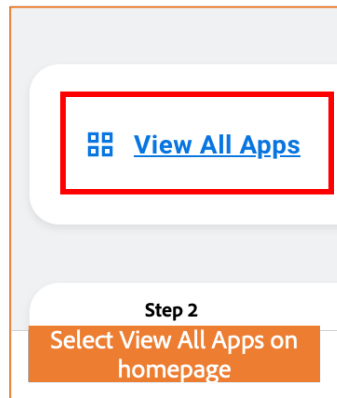 View All Apps
Step 2
Select View All Apps on
homepage